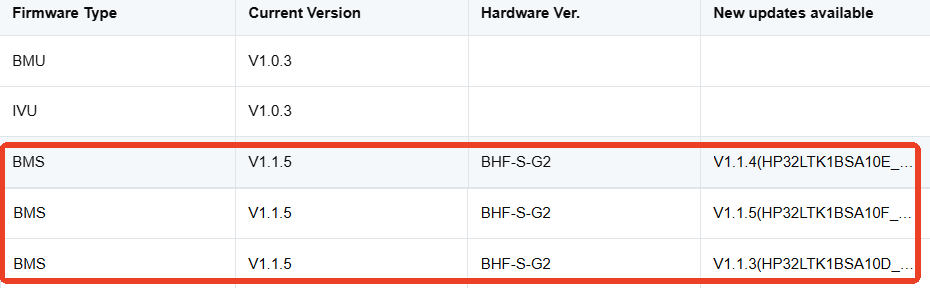 Firmware Type Current Version Hardware Ver. New updates available
BMU V1.0.3
IVU V1.0.3
BMS V1.1.5 BHF-S-G2 V1.1.4(HP32LTK1BSA10E_...
BMS V1.1.5 BHF-S-G2 V1.1.5(HP32LTK1BSA10F_...
BMS V1.1.5 BHF-S-G2 V1.1.3(HP32LTK1BSA10D_...